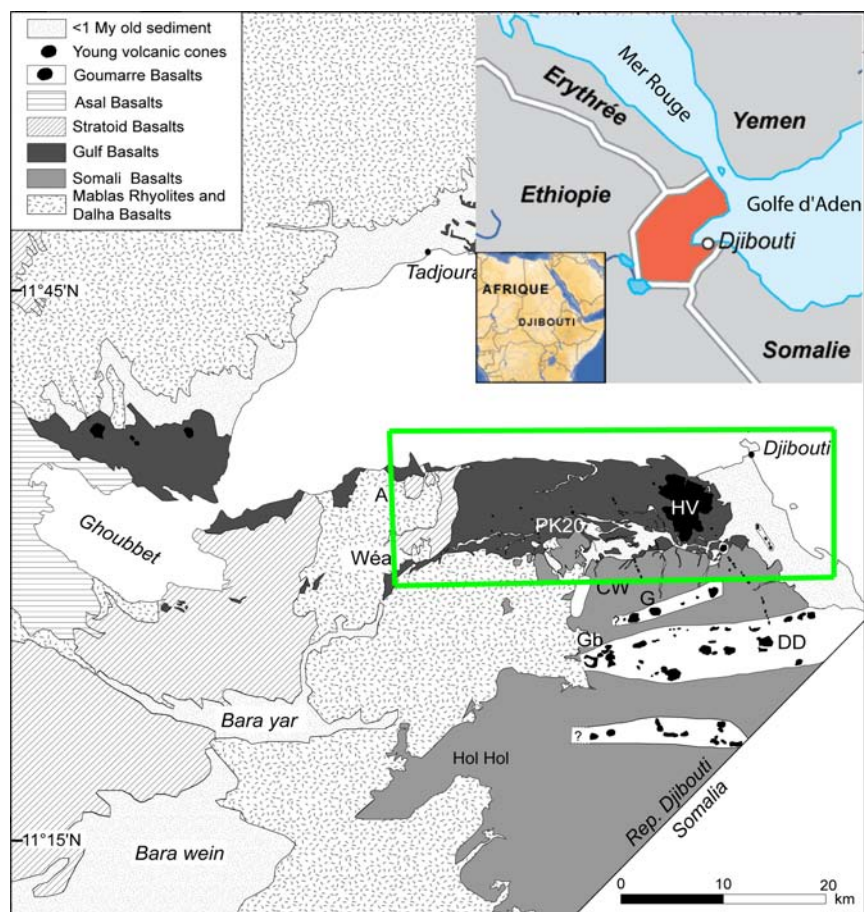 <1 My old sediment
Young volcanic cones
Goumarre Basalts
Asal Basalts
Stratoid Basalts
Gulf Basalts
Somali Basalts
Mablas Rhyolites and
Dalha Basalts
Mer Rouge
Erythrée
Yemen
Ethiopie
Golfe d'Aden
Djibouti
AFRIQUE
DJIBOUTI
Somalie
Tadjoura
11°45'N
Djibouti
A
HV
Ghoubbet
PK20
Wéa
CW
G
?
Gb
DD
Bara yar
?
Hol Hol
Rep. Djibouti
Somalia
11°15'N
Bara wein
0 10 20
km